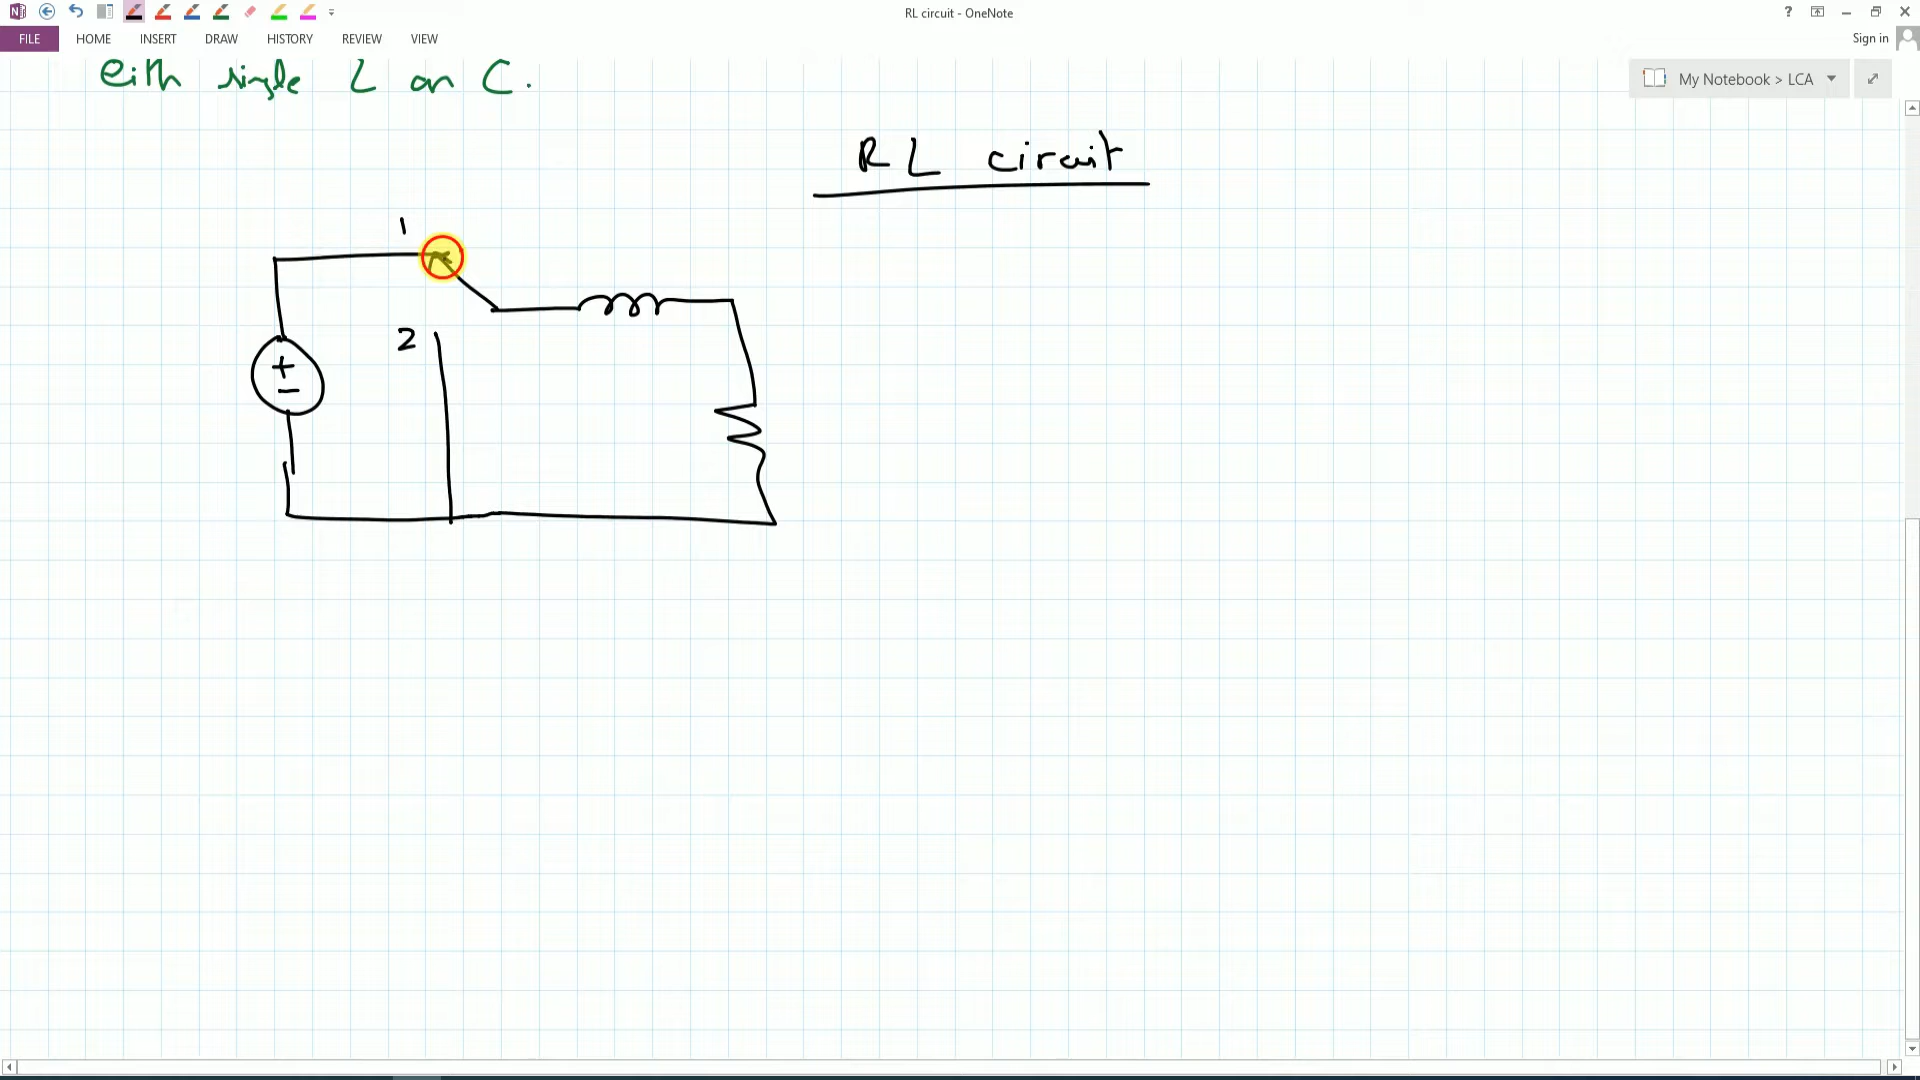 RL circuit - OneNote
FILE HOME INSERT DRAW HISTORY REVIEW VIEW
Sign in
My Notebook > LCA
eith single L or C.
RL circuit
1
2
+
−